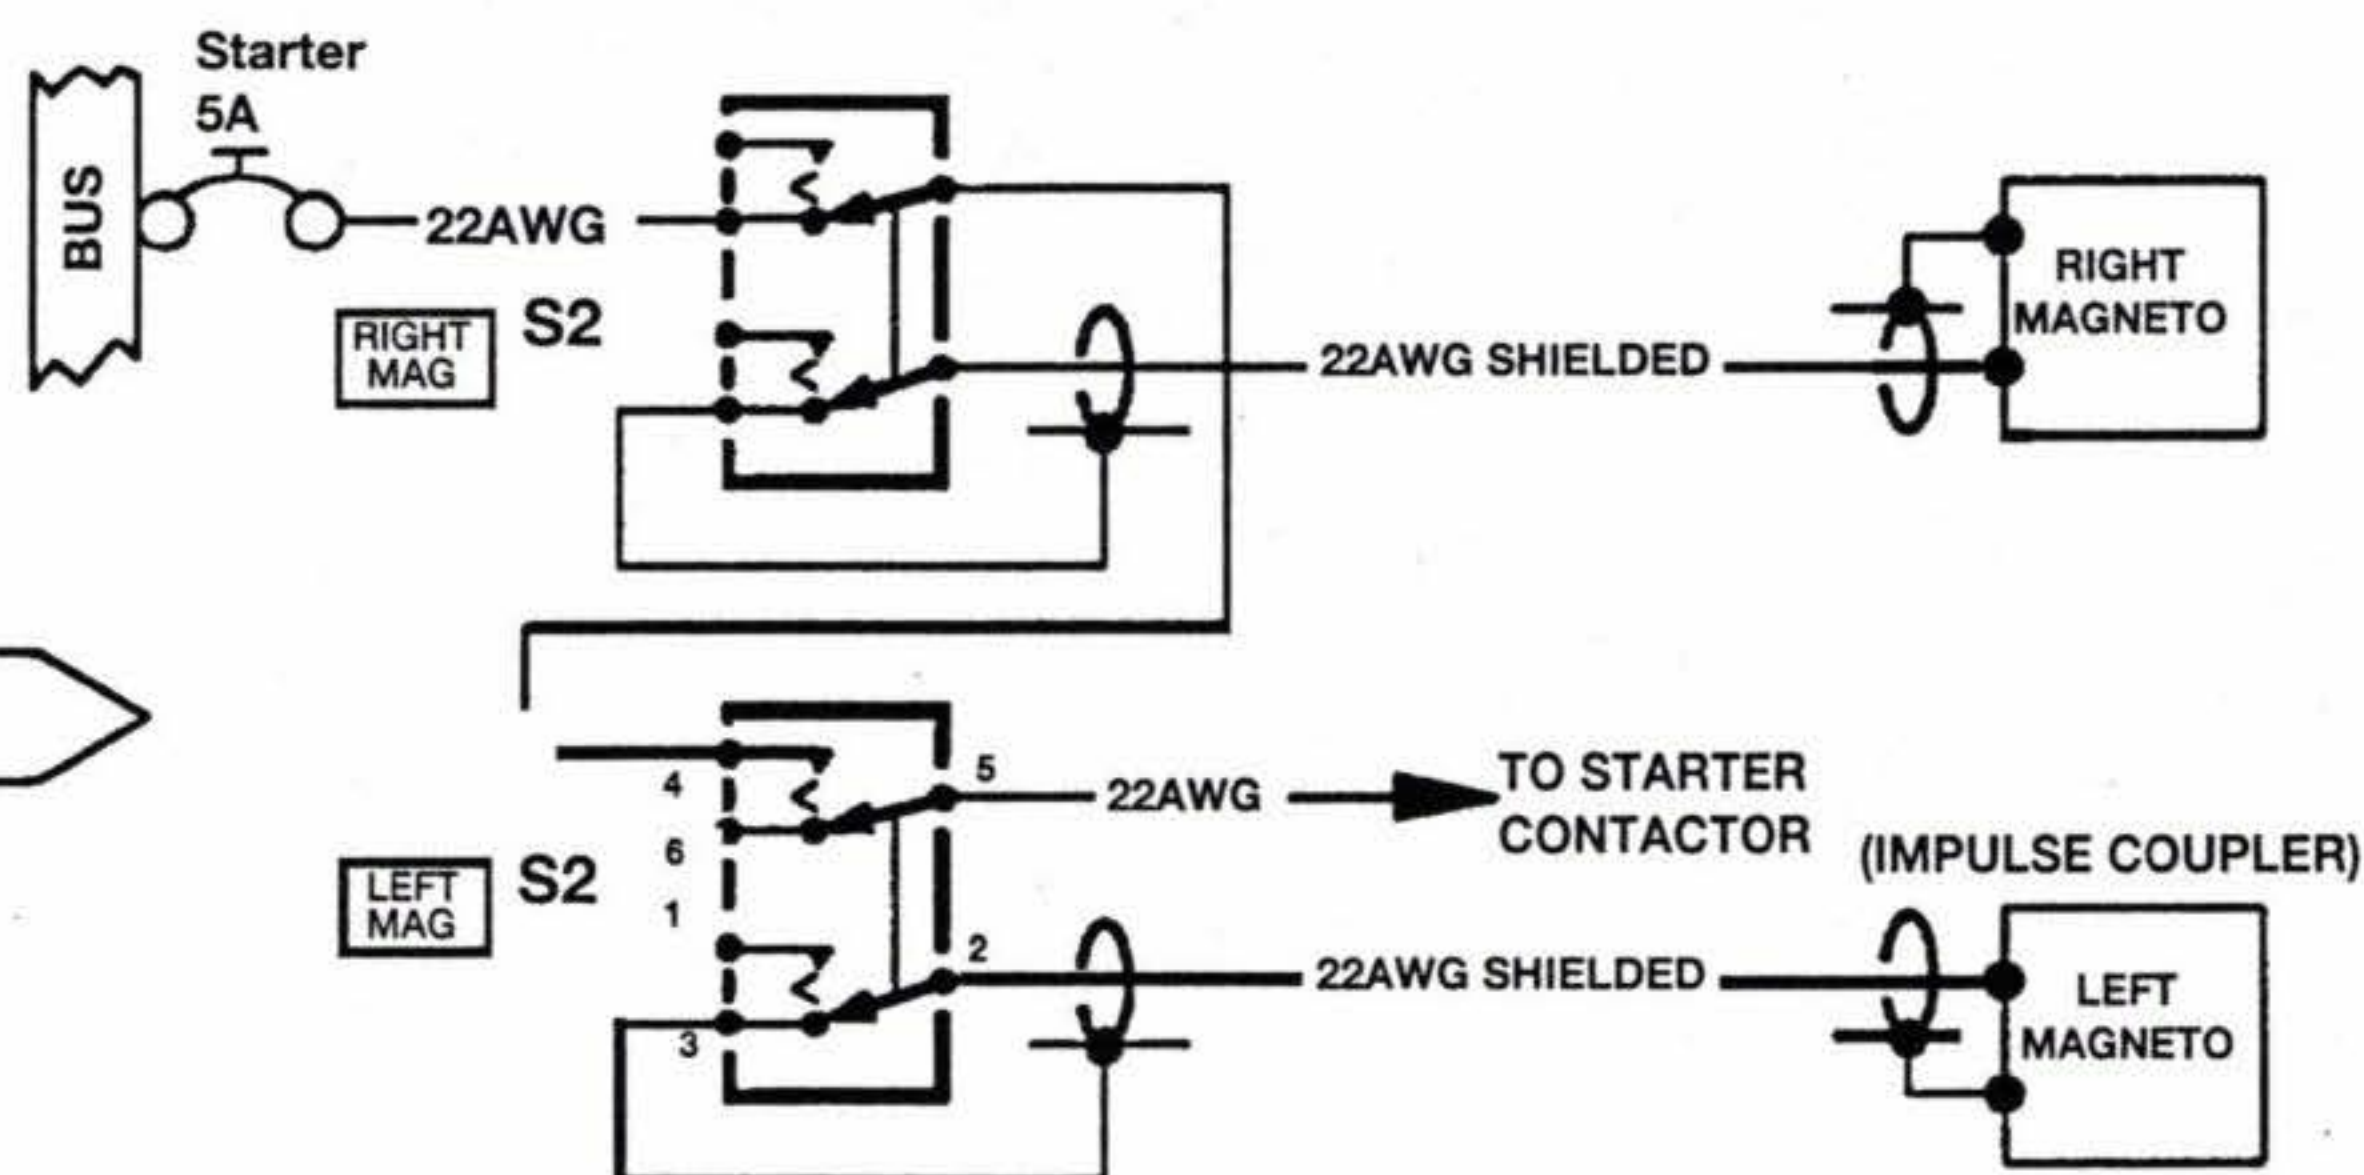 Starter
5A
BUS
22AWG
RIGHT
MAG
S2
22AWG SHIELDED
RIGHT
MAGNETO
4
6
1
3
5
2
LEFT
MAG
S2
22AWG
TO STARTER
CONTACTOR
(IMPULSE COUPLER)
22AWG SHIELDED
LEFT
MAGNETO